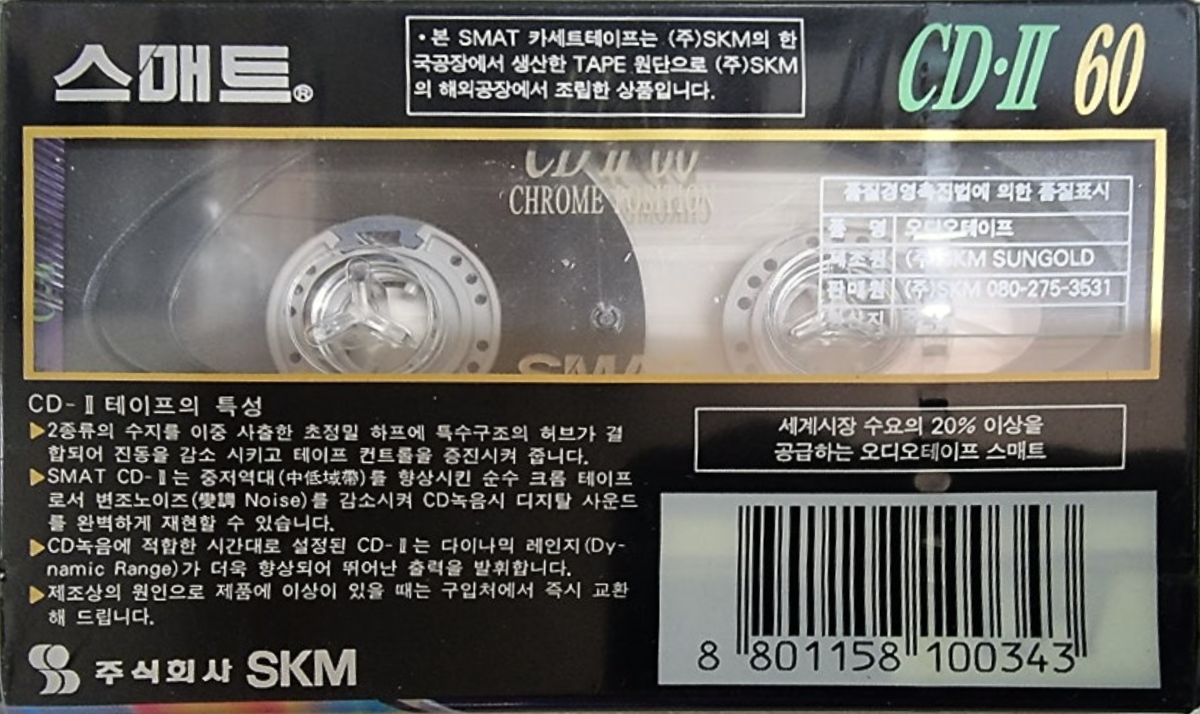 스매트®
• 본 SMAT 카세트테이프는 (주)SKM의 한
국공장에서 생산한 TAPE 원단으로 (주)SKM
의 해외공장에서 조립한 상품입니다.
CD·Ⅱ 60
CD Ⅱ 60
CHROME POSITION
품질경영촉진법에 의한 품질표시
품 명 오디오테이프
제조원 (주)SKM SUNGOLD
판매원 (주)SKM 080-275-3531
SMAT
CD-Ⅱ 테이프의 특성
▶2종류의 수지를 이중 사출한 초정밀 하프에 특수구조의 허브가 결
합되어 진동을 감소 시키고 테이프 컨트롤을 증진시켜 줍니다.
▶SMAT CD-Ⅱ는 중저역대(中低域帶)를 향상시킨 순수 크롬 테이프
로서 변조노이즈(變調 Noise)를 감소시켜 CD녹음시 디지탈 사운드
를 완벽하게 재현할 수 있습니다.
▶CD녹음에 적합한 시간대로 설정된 CD-Ⅱ는 다이나믹 레인지(Dy-
namic Range)가 더욱 향상되어 뛰어난 출력을 발휘합니다.
▶제조상의 원인으로 제품에 이상이 있을 때는 구입처에서 즉시 교환
해 드립니다.
세계시장 수요의 20% 이상을
공급하는 오디오테이프 스매트
주식회사 SKM
8 801158 100343